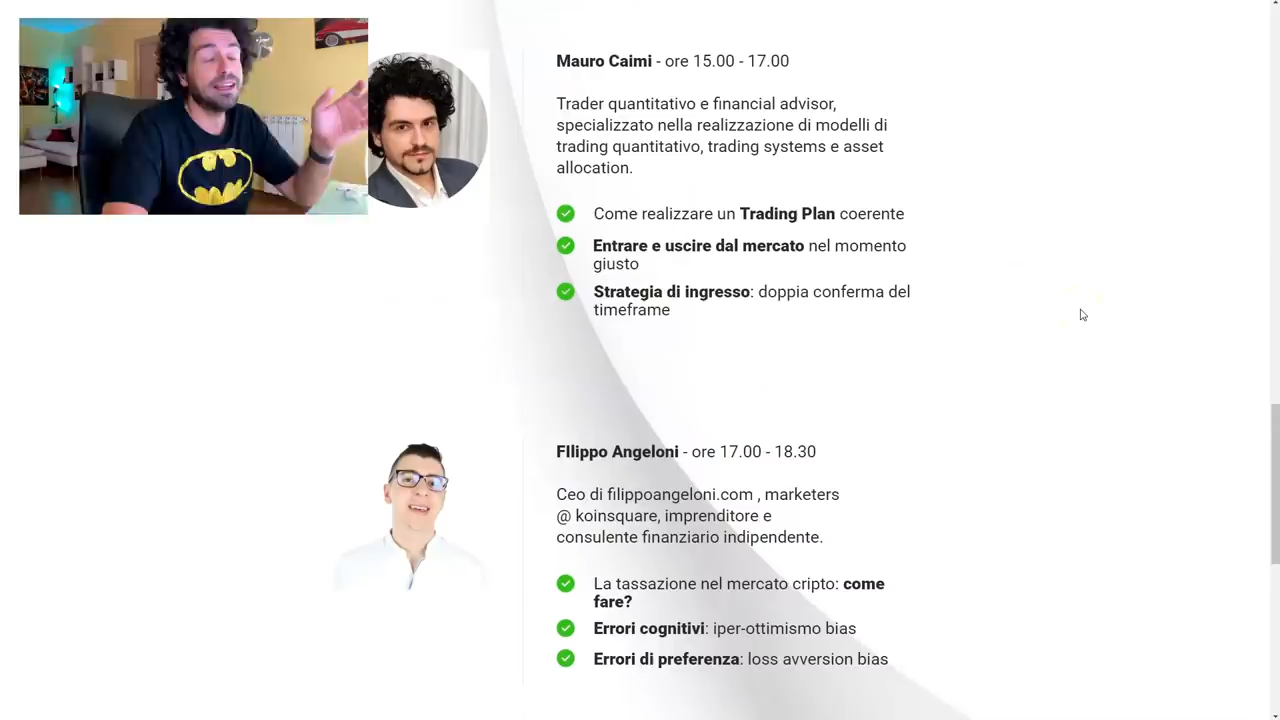 Mauro Caimi - ore 15.00 - 17.00
Trader quantitativo e financial advisor,
specializzato nella realizzazione di modelli di
trading quantitativo, trading systems e asset
allocation.
Come realizzare un Trading Plan coerente
Entrare e uscire dal mercato nel momento
giusto
Strategia di ingresso: doppia conferma del
timeframe
FIlippo Angeloni - ore 17.00 - 18.30
Ceo di filippoangeloni.com , marketers
@ koinsquare, imprenditore e
consulente finanziario indipendente.
La tassazione nel mercato cripto: come
fare?
Errori cognitivi: iper-ottimismo bias
Errori di preferenza: loss avversion bias